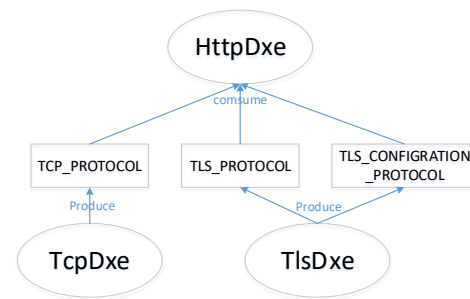 HttpDxe
comsume
TCP_PROTOCOL
TLS_PROTOCOL
TLS_CONFIGRATION
_PROTOCOL
Produce
Produce
TcpDxe
TlsDxe